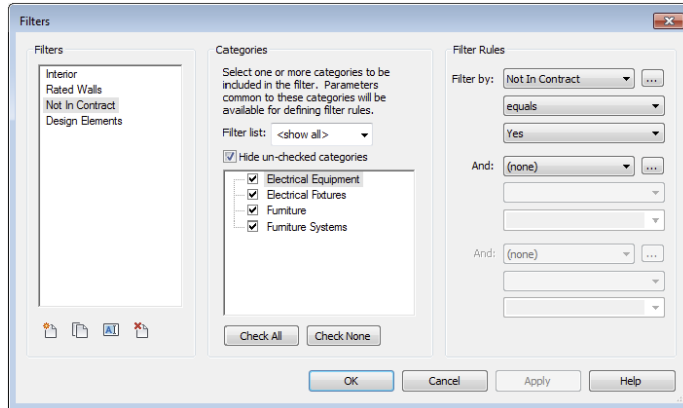 Filters
Filters
Interior
Rated Walls
Not In Contract
Design Elements
Categories
Select one or more categories to be
included in the filter. Parameters
common to these categories will be
available for defining filter rules.
Filter list: <show all>
Hide un-checked categories
Electrical Equipment
Electrical Fixtures
Furniture
Furniture Systems
Check All Check None
Filter Rules
Filter by: Not In Contract ...
equals
Yes
And: (none) ...
And: (none) ...
OK Cancel Apply Help